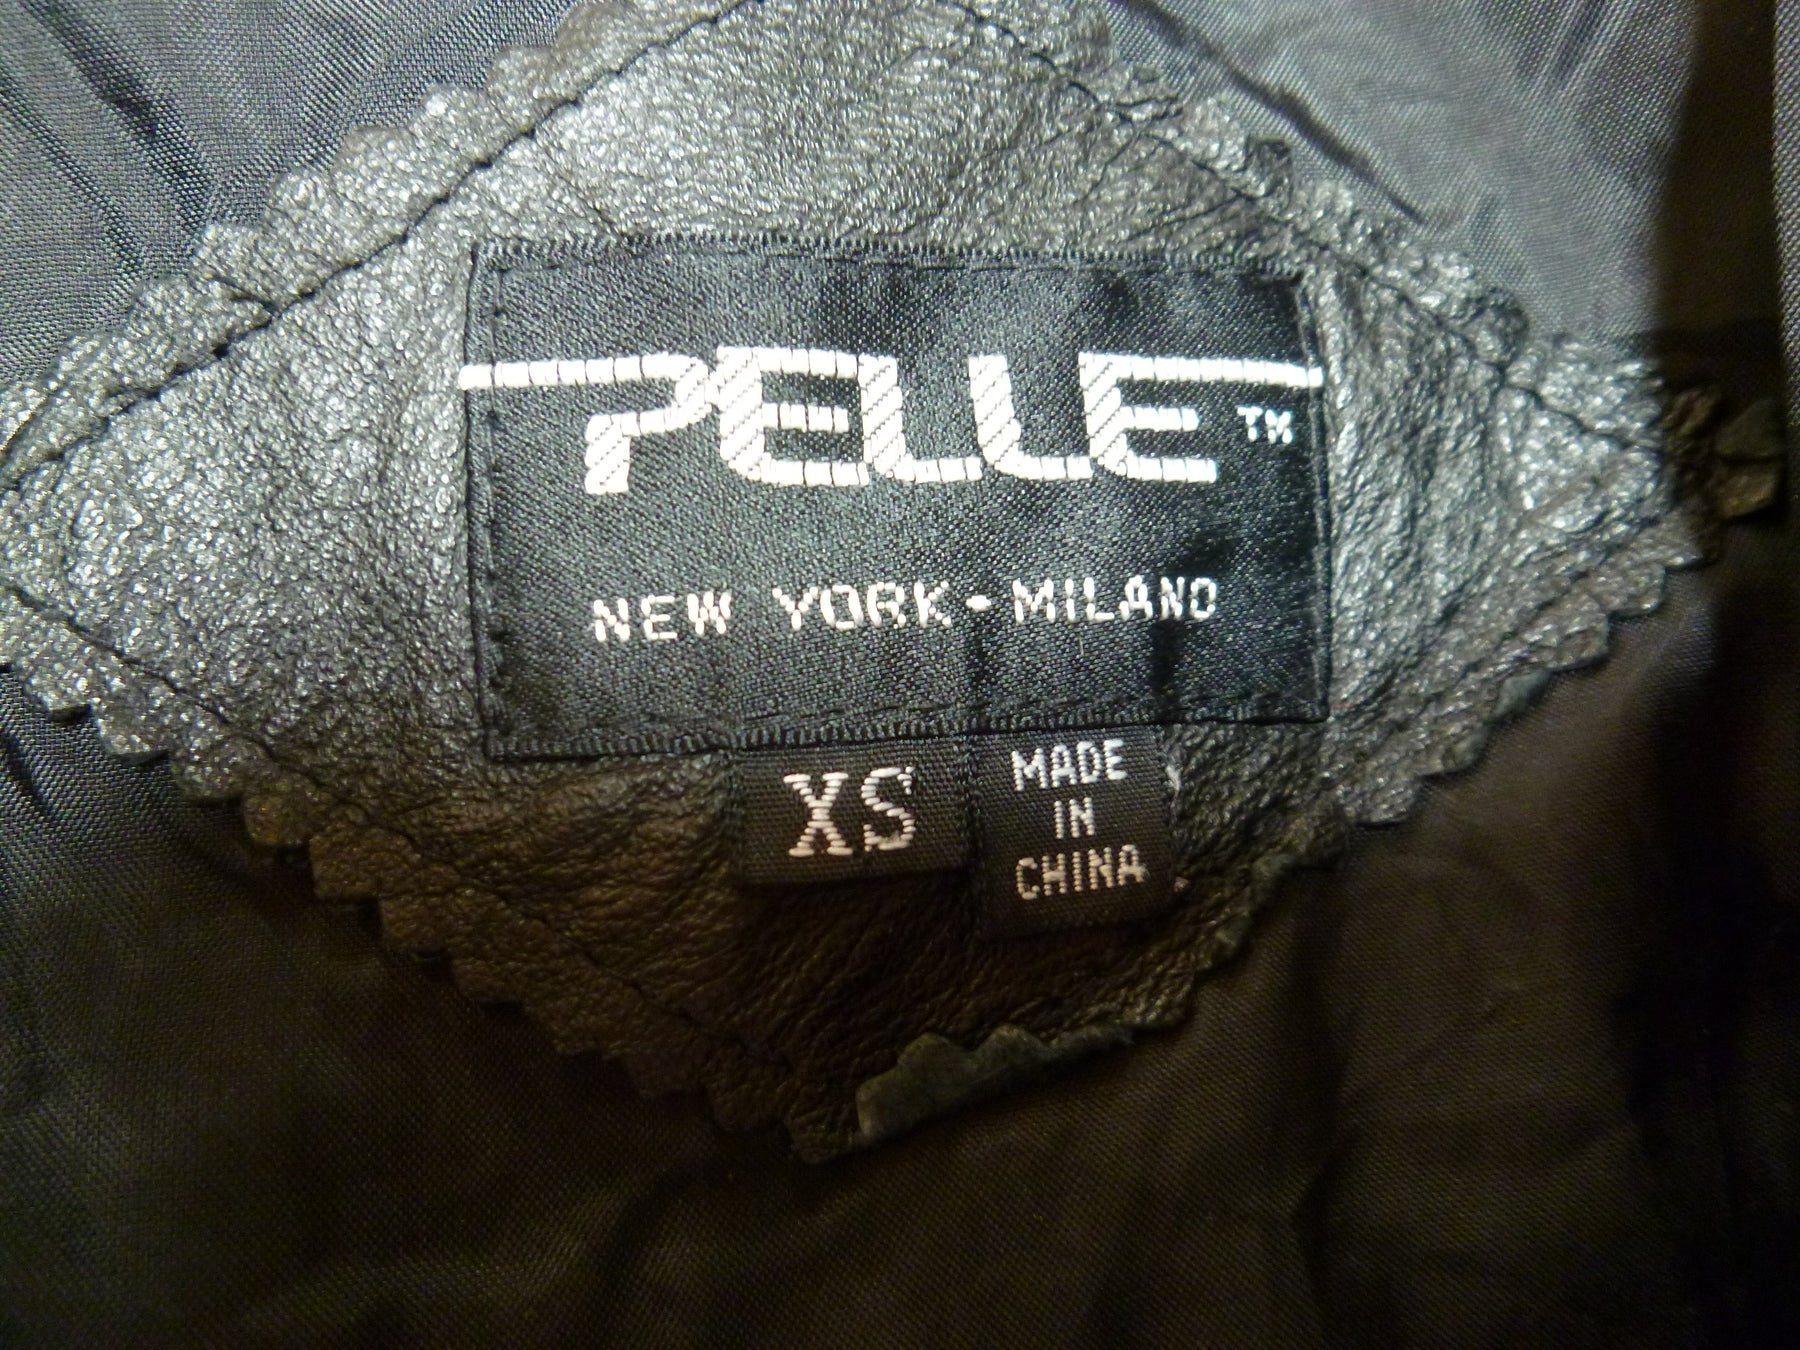 PELLE™
NEW YORK - MILANO
XS
MADE
IN
CHINA